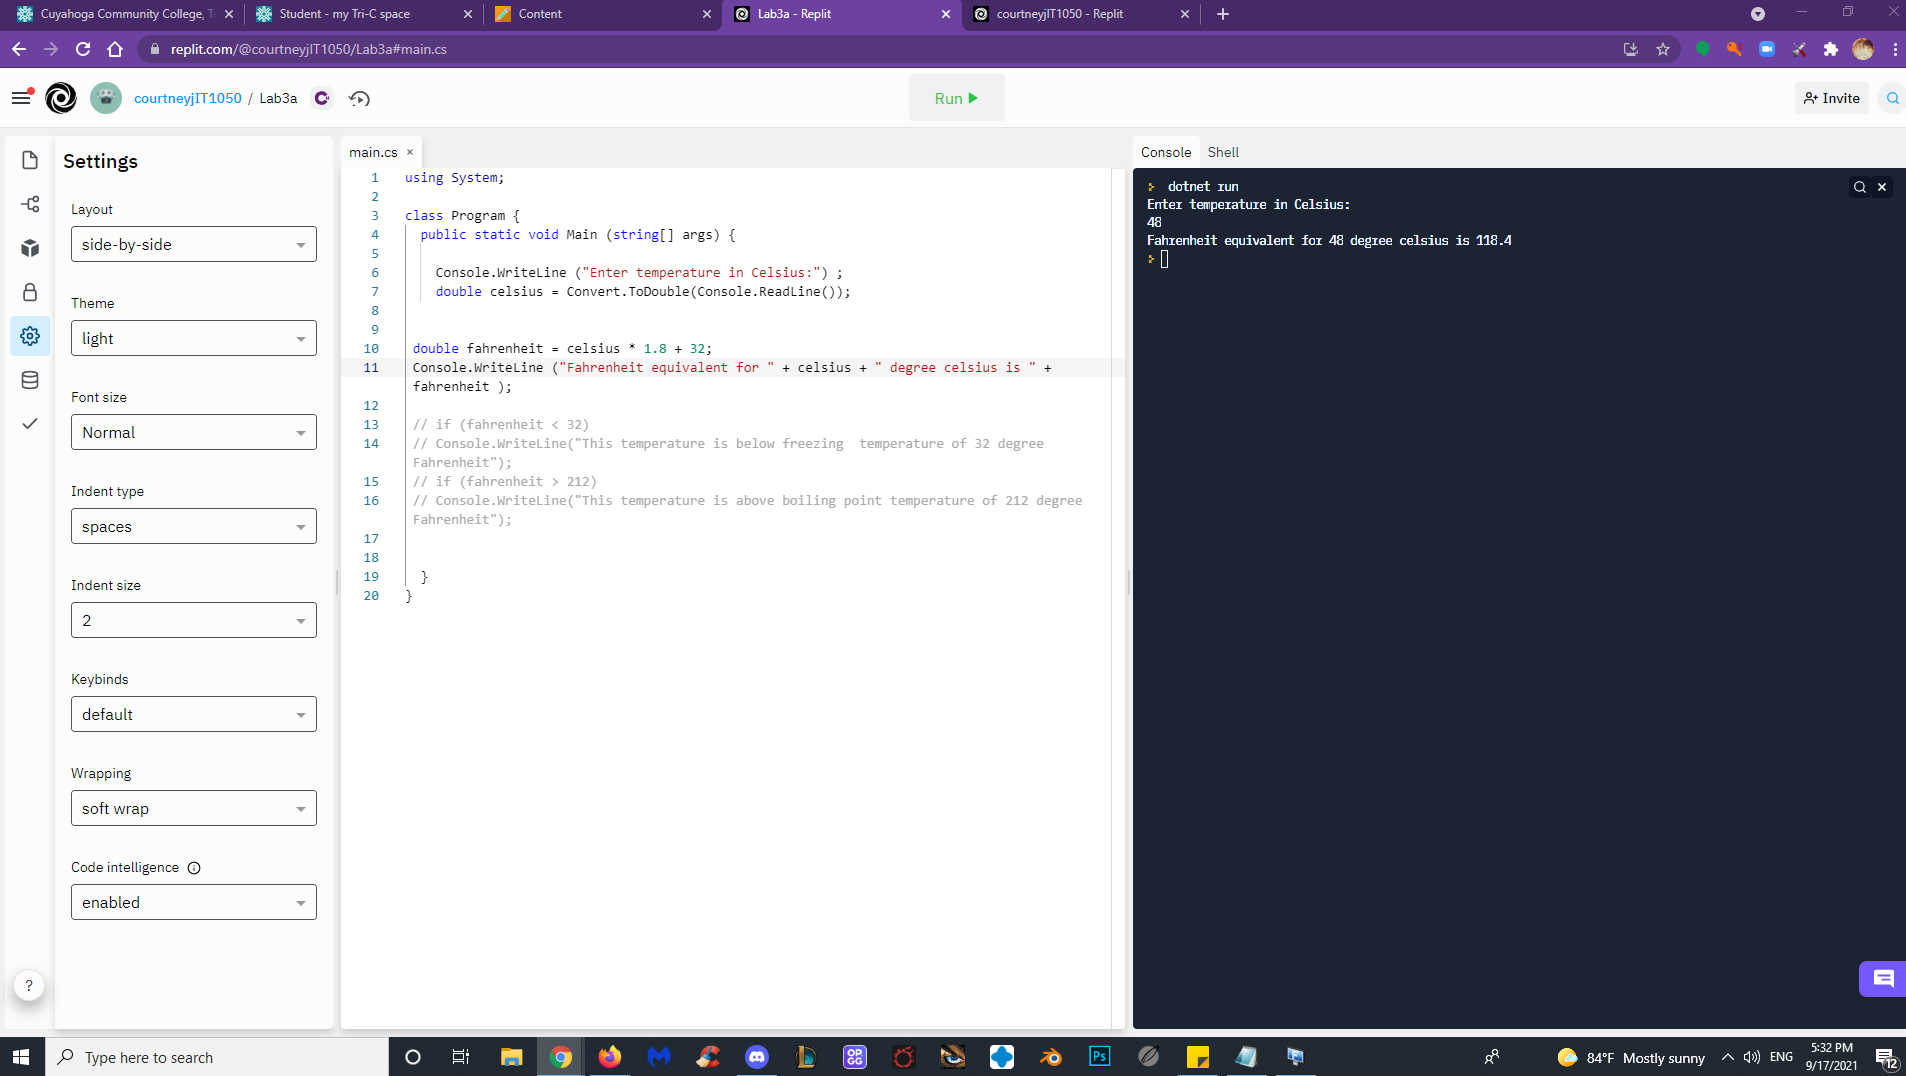 Cuyahoga Community College, T
Student - my Tri-C space
Content
Lab3a - Replit
courtneyjIT1050 - Replit
replit.com/@courtneyjIT1050/Lab3a#main.cs
courtneyjIT1050 / Lab3a
Run
Invite
Settings
Layout
side-by-side
Theme
light
Font size
Normal
Indent type
spaces
Indent size
2
Keybinds
default
Wrapping
soft wrap
Code intelligence
enabled
?
main.cs
1 using System;
2
3 class Program {
4 public static void Main (string[] args) {
5
6 Console.WriteLine ("Enter temperature in Celsius:") ;
7 double celsius = Convert.ToDouble(Console.ReadLine());
8
9
10 double fahrenheit = celsius * 1.8 + 32;
11 Console.WriteLine ("Fahrenheit equivalent for " + celsius + " degree celsius is " +
fahrenheit );
12
13 // if (fahrenheit < 32)
14 // Console.WriteLine("This temperature is below freezing  temperature of 32 degree
Fahrenheit");
15 // if (fahrenheit > 212)
16 // Console.WriteLine("This temperature is above boiling point temperature of 212 degree
Fahrenheit");
17
18
19 }
20 }
Console Shell
dotnet run
Enter temperature in Celsius:
48
Fahrenheit equivalent for 48 degree celsius is 118.4
Type here to search
OP.GG
Ps
84°F Mostly sunny
ENG
5:32 PM
9/17/2021
12